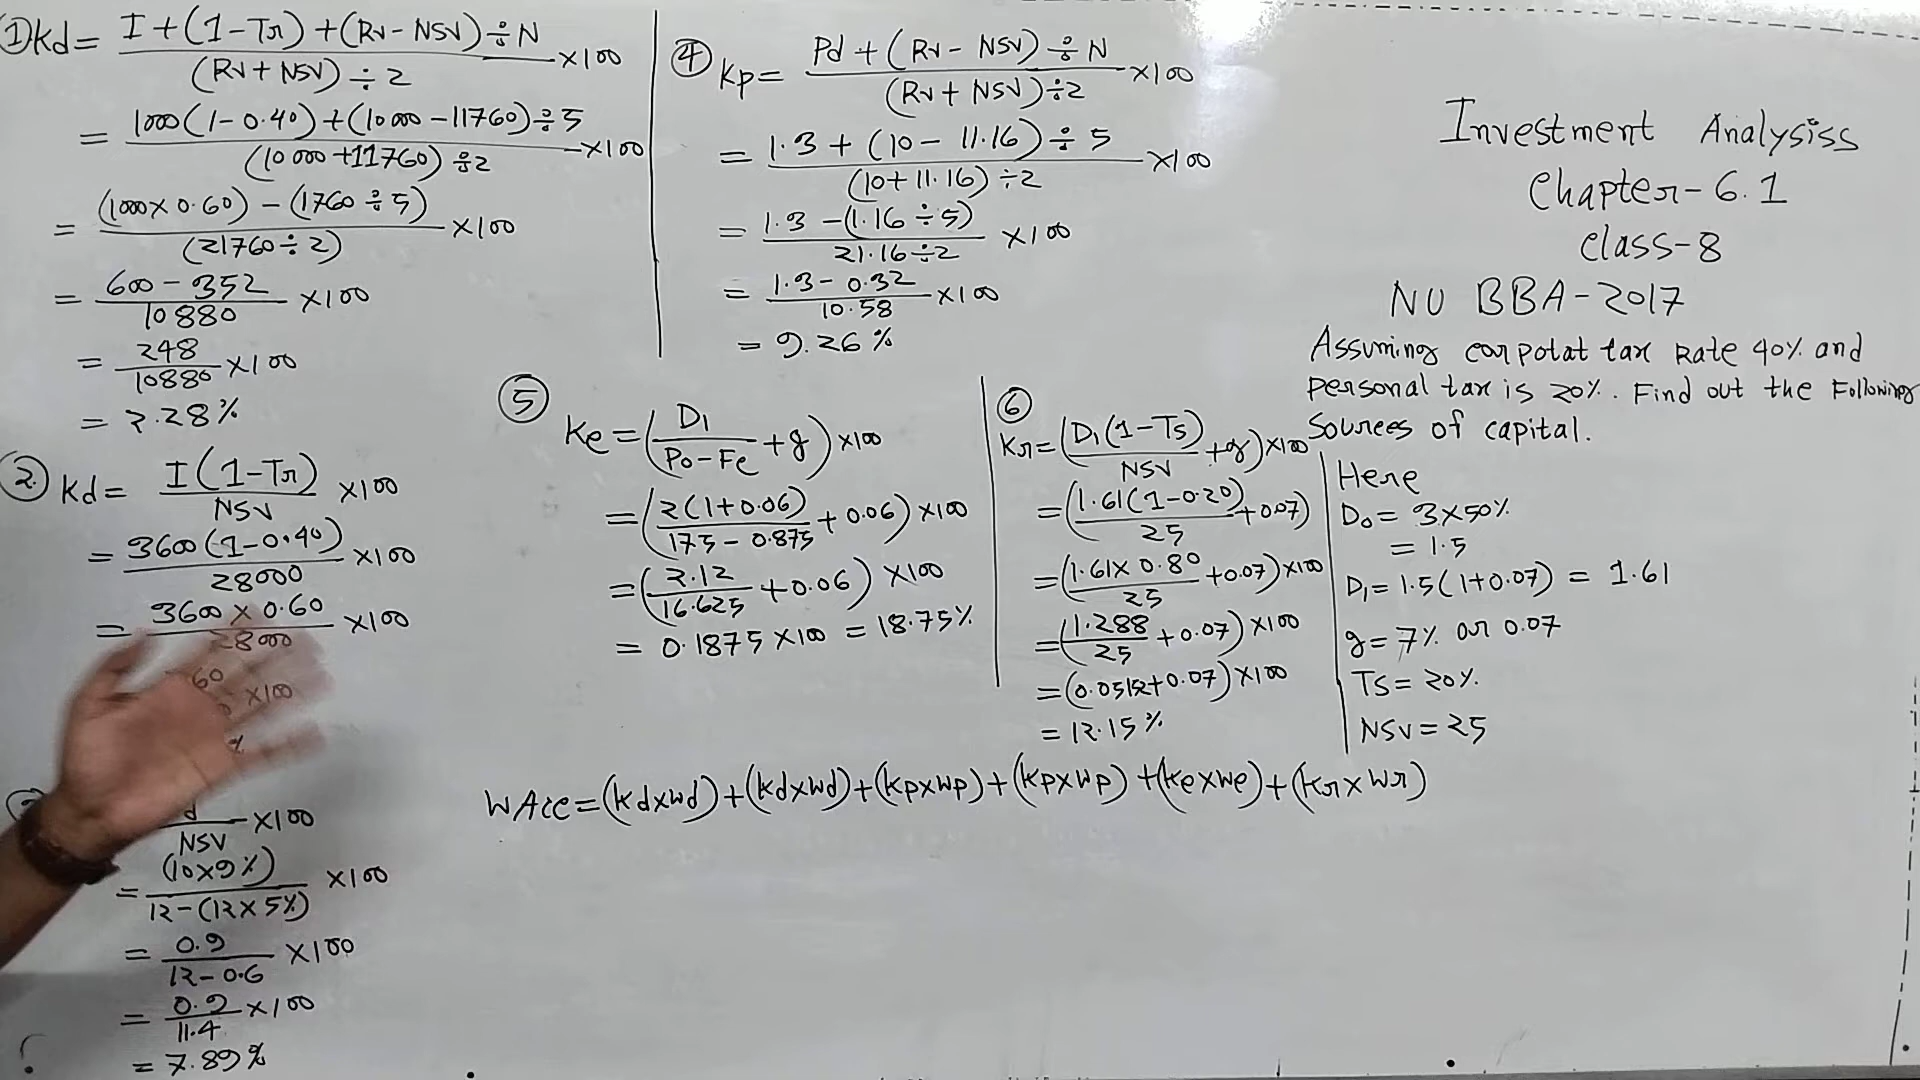 ① Kd = I + (1 - Tr) + (Rv - NSV) ÷ N / (Rv + NSV) ÷ 2 × 100
= 1000 (1 - 0.40) + (10000 - 11760) ÷ 5 / (10000 + 11760) ÷ 2 × 100
= (1000 × 0.60) - (1760 ÷ 5) / (21760 ÷ 2) × 100
= 600 - 352 / 10880 × 100
= 248 / 10880 × 100
= 2.28%
② Kd = I (1 - Tr) / NSV × 100
= 3600 (1 - 0.40) / 28000 × 100
= 3600 × 0.60 / 28000 × 100
60 × 100
%
d / NSV × 100
= (10 × 9%) / 12 - (12 × 5%) × 100
= 0.9 / 12 - 0.6 × 100
= 0.9 / 11.4 × 100
= 7.89%
④ Kp = Pd + (Rv - NSV) ÷ N / (Rv + NSV) ÷ 2 × 100
= 1.3 + (10 - 11.16) ÷ 5 / (10 + 11.16) ÷ 2 × 100
= 1.3 - (1.16 ÷ 5) / 21.16 ÷ 2 × 100
= 1.3 - 0.32 / 10.58 × 100
= 9.26%
⑤ Ke = (D1 / Po - Fe + g) × 100
= (2 (1 + 0.06) / 175 - 0.875 + 0.06) × 100
= (2.12 / 16.625 + 0.06) × 100
= 0.1875 × 100 = 18.75%
⑥ Kr = (D1 (1 - Ts) / NSV + g) × 100
= (1.61 (1 - 0.20) / 25 + 0.07)
= (1.61 × 0.80 / 25 + 0.07) × 100
= (1.288 / 25 + 0.07) × 100
= (0.0515 + 0.07) × 100
= 12.15%
WACC = (Kd×Wd) + (Kd×Wd) + (Kp×Wp) + (Kp×Wp) + (Ke×We) + (Kr×Wr)
Investment Analysiss
Chapter - 6.1
Class - 8
NU BBA - 2017
Assuming corpotat tax Rate 40% and
personal tax is 20%. Find out the Following
Sources of capital.
Here
Do = 3×50%
= 1.5
D1 = 1.5 (1 + 0.07) = 1.61
g = 7% or 0.07
Ts = 20%
NSV = 25